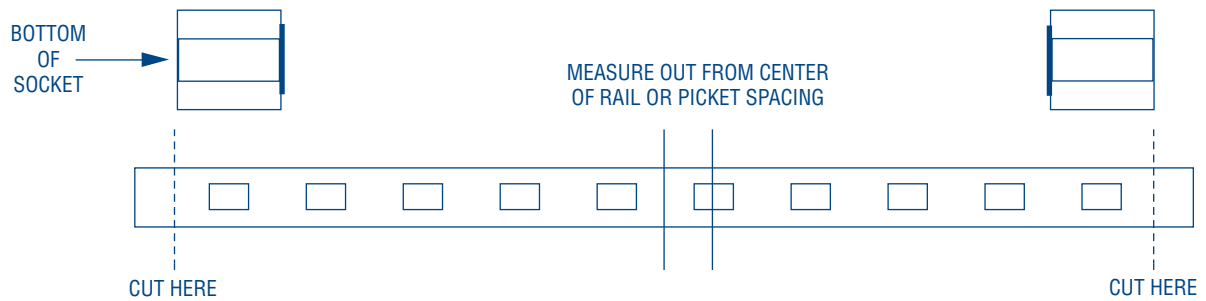 BOTTOM
OF
SOCKET
MEASURE OUT FROM CENTER
OF RAIL OR PICKET SPACING
CUT HERE
CUT HERE